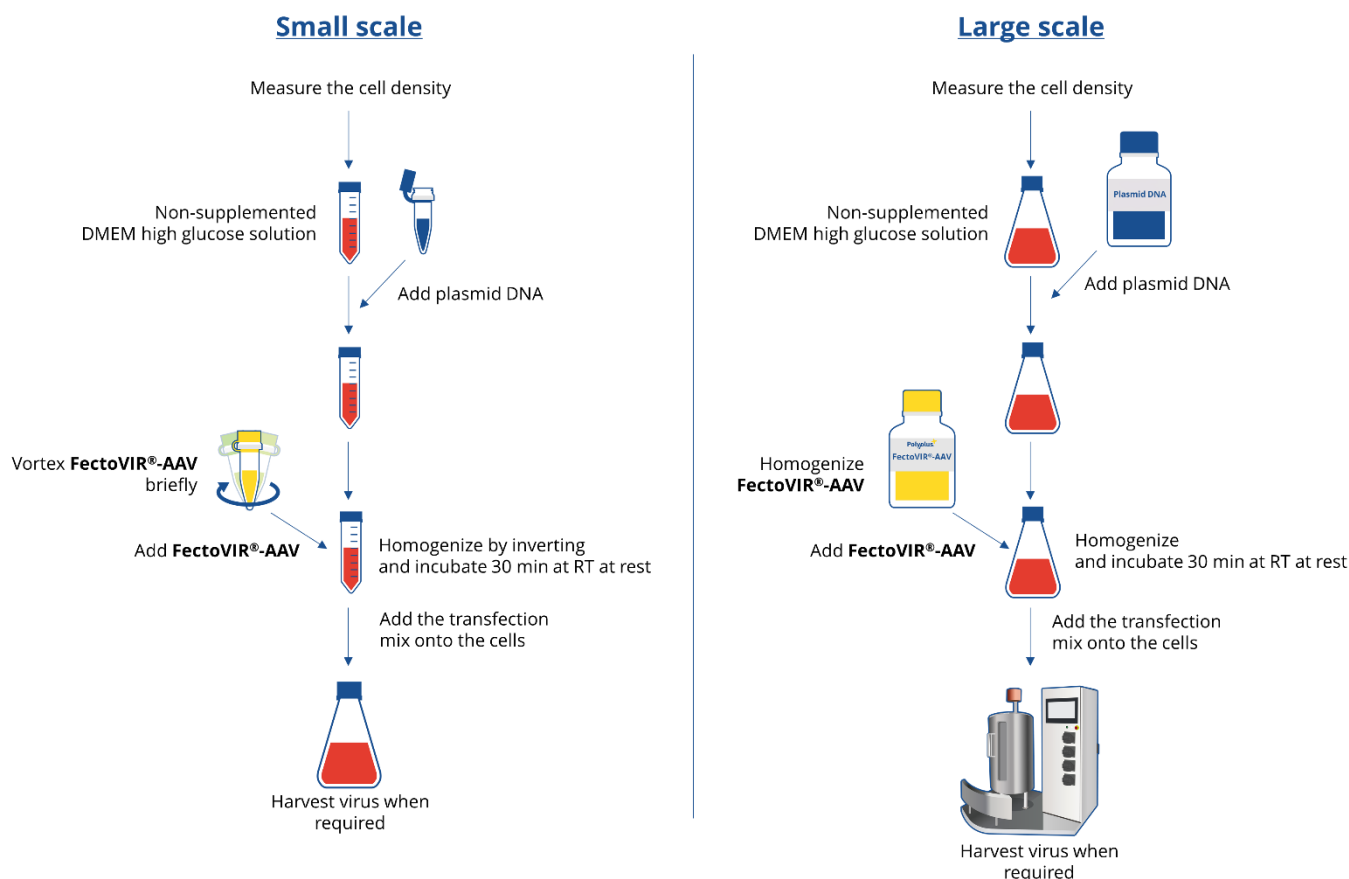 Small scale
Measure the cell density
Non-supplemented
DMEM high glucose solution
Add plasmid DNA
Vortex FectoVIR®-AAV
briefly
Add FectoVIR®-AAV
Homogenize by inverting
and incubate 30 min at RT at rest
Add the transfection
mix onto the cells
Harvest virus when
required
Large scale
Measure the cell density
Plasmid DNA
Non-supplemented
DMEM high glucose solution
Add plasmid DNA
Polyplus
FectoVIR®-AAV
Homogenize
FectoVIR®-AAV
Add FectoVIR®-AAV
Homogenize
and incubate 30 min at RT at rest
Add the transfection
mix onto the cells
Harvest virus when
required